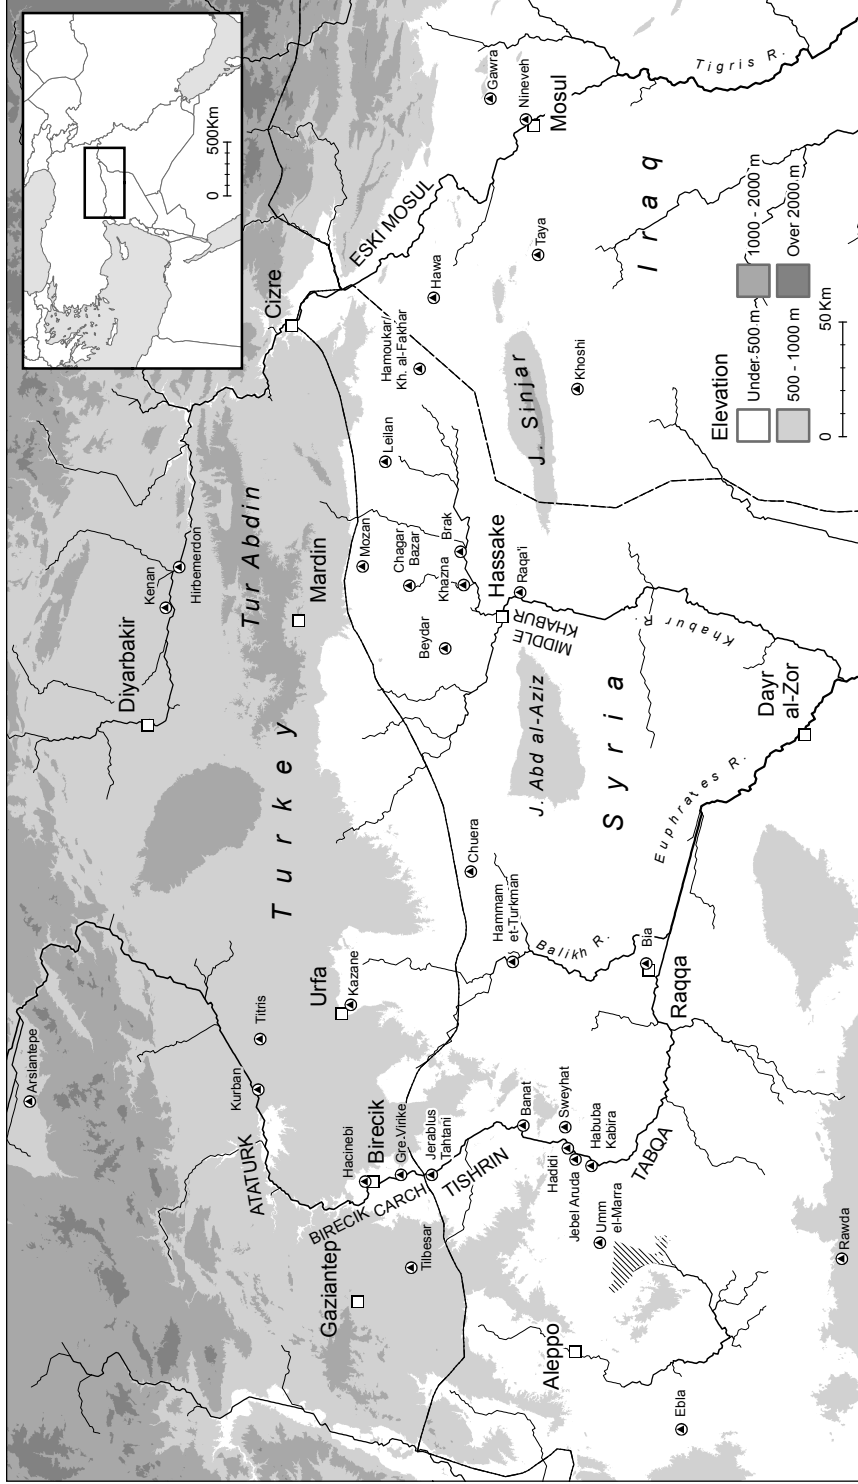 Arslantepe
Diyarbakir
Kenan
Hirbemerdon
Cizre
500Km
0
Tur Abdin
Mardin
Turkey
Titris
Kurban
ATATURK
Urfa
Kazane
Hacinebi
Birecik
Gre Virike
Jerablus
Tahtani
BIRECIK
CARCH
TISHRIN
Gaziantep
Tilbesar
Mozan
Leilan
Hamoukar/
Kh. al-Fakhar
ESKI MOSUL
Hawa
Gawra
Nineveh
Mosul
Tigris R.
Chagar
Bazar
Beydar
Khazna
Brak
Hassake
Raqa'i
MIDDLE
KHABUR
Khabur R.
J. Sinjar
Khoshi
Taya
Iraq
Chuera
Hammam
et-Turkman
Balikh R.
J. Abd al-Aziz
Syria
Euphrates R.
Dayr
al-Zor
Bia
Raqqa
Banat
Sweyhat
Hadidi
Jebel Aruda
Habuba
Kabira
TABQA
Umm
el-Marra
Aleppo
Ebla
Rawda
Elevation
Under 500 m
1000 - 2000 m
500 - 1000 m
Over 2000 m
0
50 Km